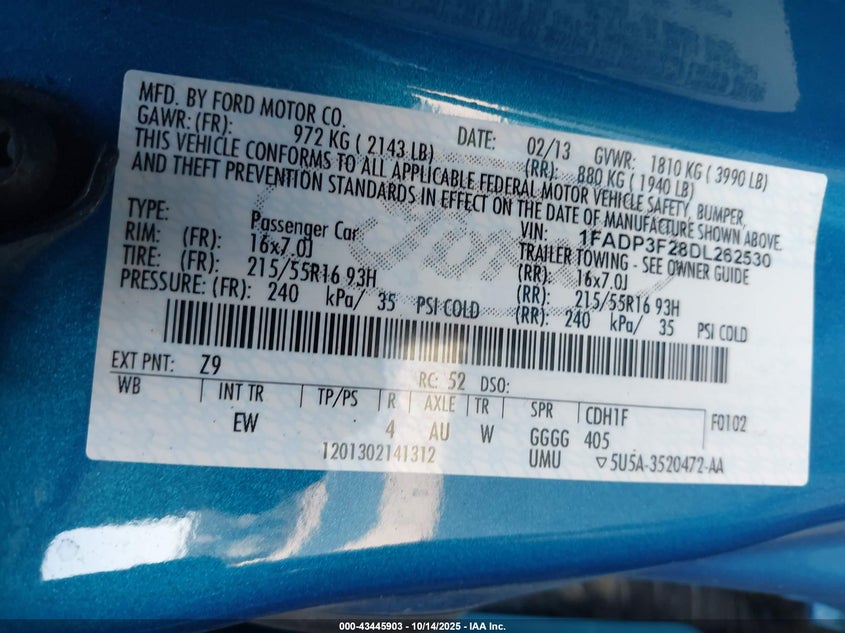 MFD. BY FORD MOTOR CO.
DATE: 02/13 GVWR: 1810 KG ( 3990 LB)
GAWR: (FR): 972 KG ( 2143 LB) (RR): 880 KG ( 1940 LB)
THIS VEHICLE CONFORMS TO ALL APPLICABLE FEDERAL MOTOR VEHICLE SAFETY, BUMPER,
AND THEFT PREVENTION STANDARDS IN EFFECT ON THE DATE OF MANUFACTURE SHOWN ABOVE.
VIN: 1FADP3F28DL262530
TYPE: Passenger Car TRAILER TOWING - SEE OWNER GUIDE
RIM: (FR): 16x7.0J (RR): 16x7.0J
TIRE: (FR): 215/55R16 93H (RR): 215/55R16 93H
PRESSURE: (FR): 240 kPa/ 35 PSI COLD (RR): 240 kPa/ 35 PSI COLD
EXT PNT: Z9 RC: 52 DSO:
WB INT TR TP/PS R AXLE TR SPR CDH1F F0102
EW 4 AU W GGGG 405
1201302141312 UMU ▽5U5A-3520472-AA
Ford
000-43445903 - 10/14/2025 - IAA Inc.